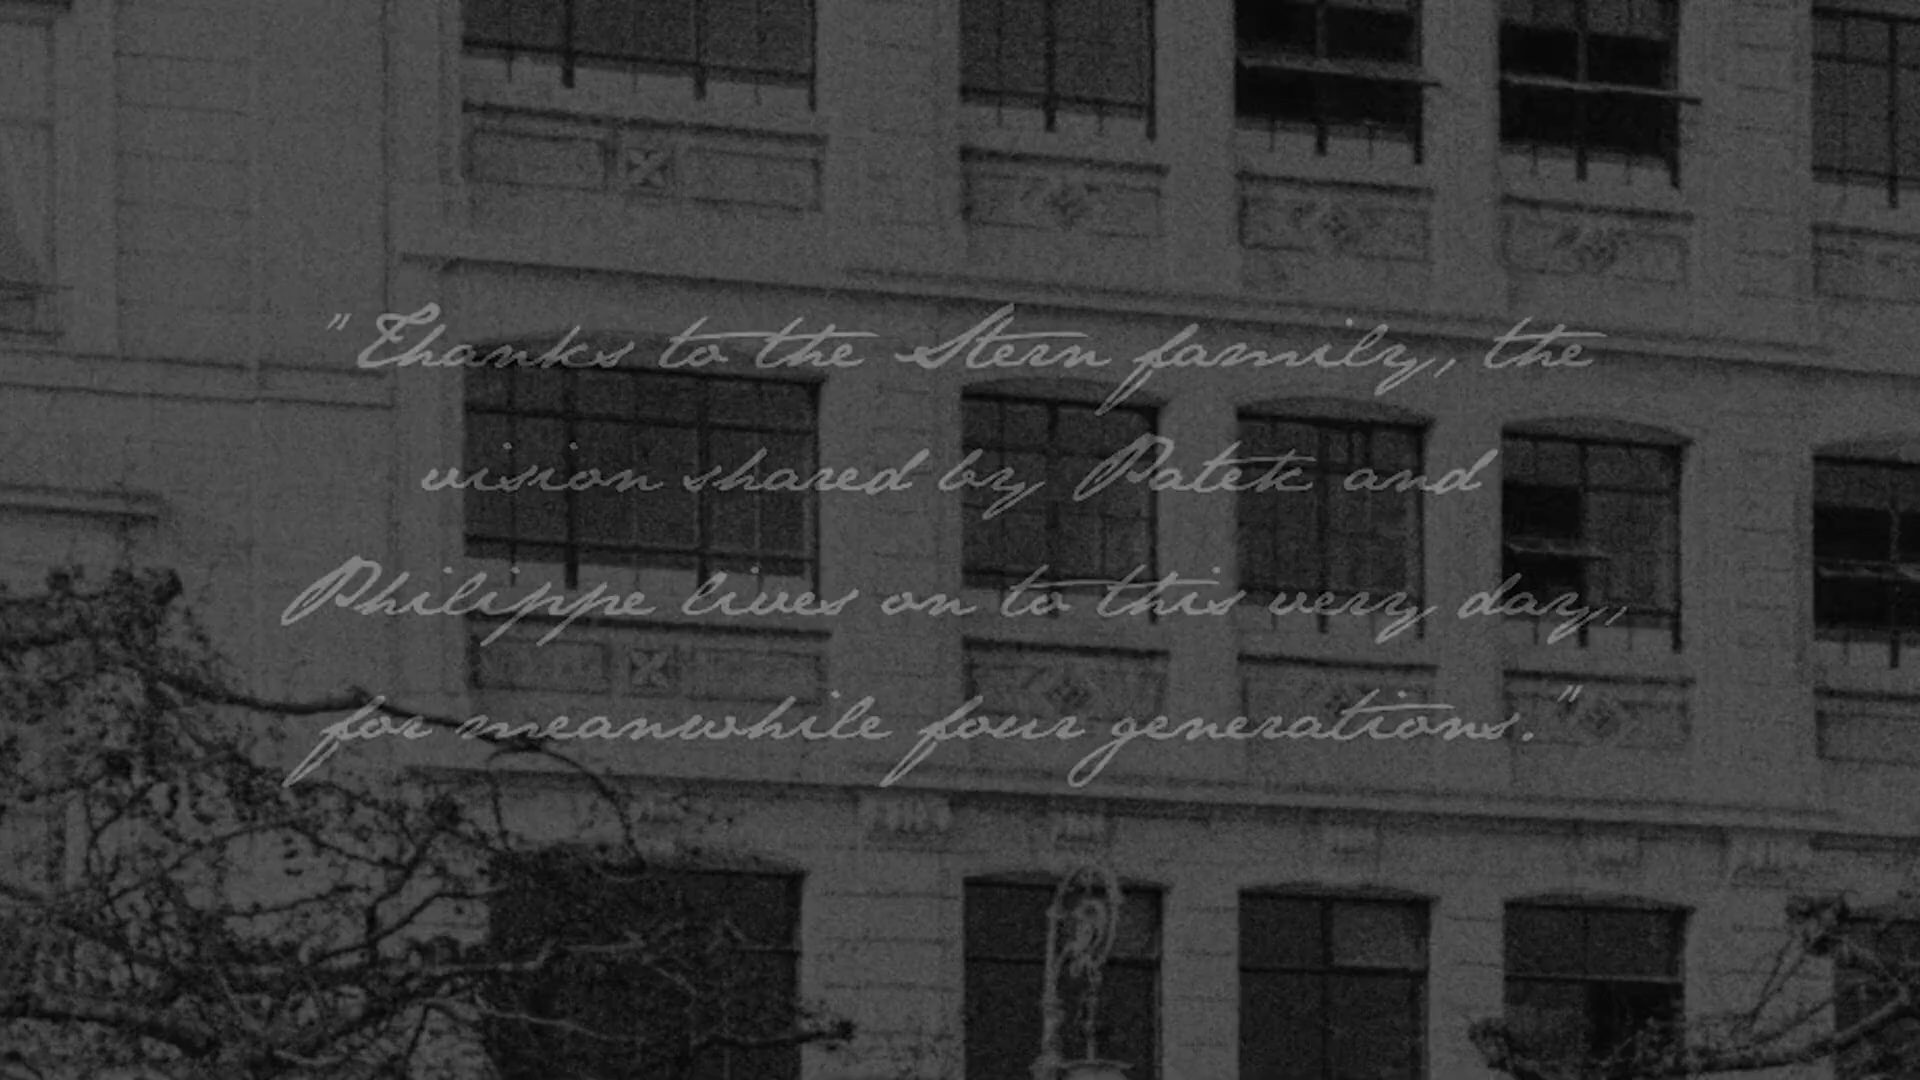 "Thanks to the Stern family, the
vision shared by Patek and
Philippe lives on to this very day,
for meanwhile four generations."